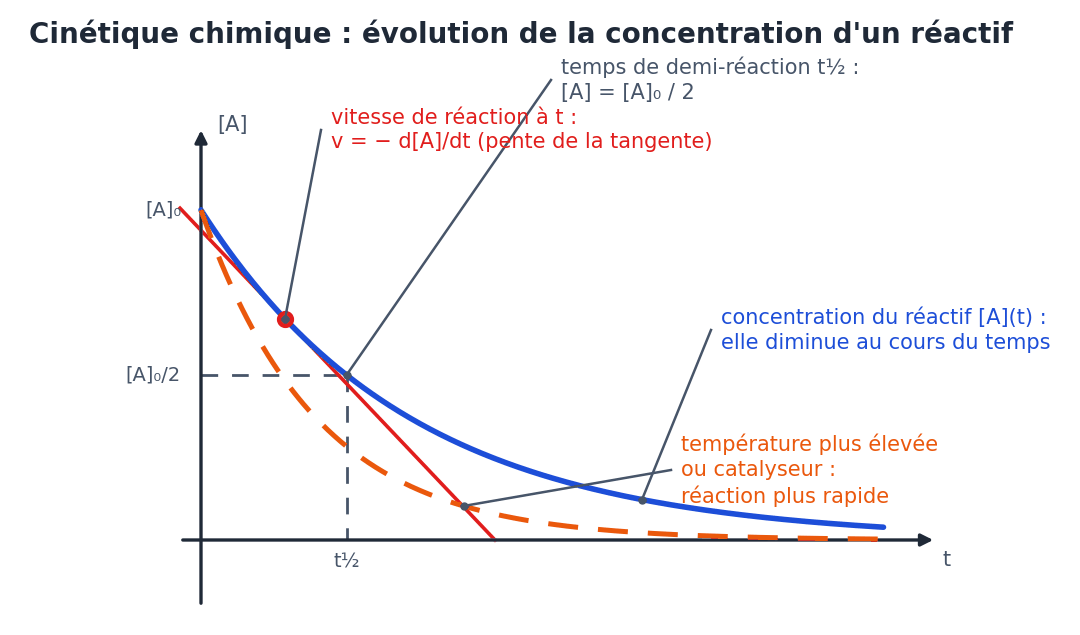 Cinétique chimique : évolution de la concentration d'un réactif
temps de demi-réaction t½ :
[A] = [A]₀ / 2
vitesse de réaction à t :
v = − d[A]/dt (pente de la tangente)
[A]
[A]₀
concentration du réactif [A](t) :
elle diminue au cours du temps
[A]₀/2
température plus élevée
ou catalyseur :
réaction plus rapide
t½
t